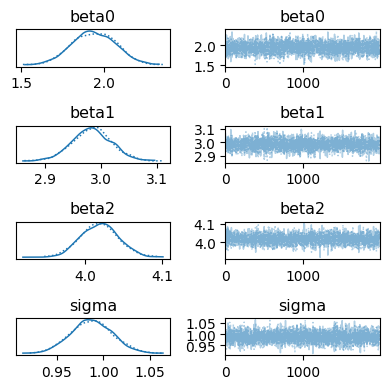 beta0 beta0
2.0
1.5
1.5 2.0 0 1000
beta1 beta1
3.1
3.0
2.9
2.9 3.0 3.1 0 1000
beta2 beta2
4.1
4.0
4.0 4.1 0 1000
sigma sigma
1.05
1.00
0.95
0.95 1.00 1.05 0 1000